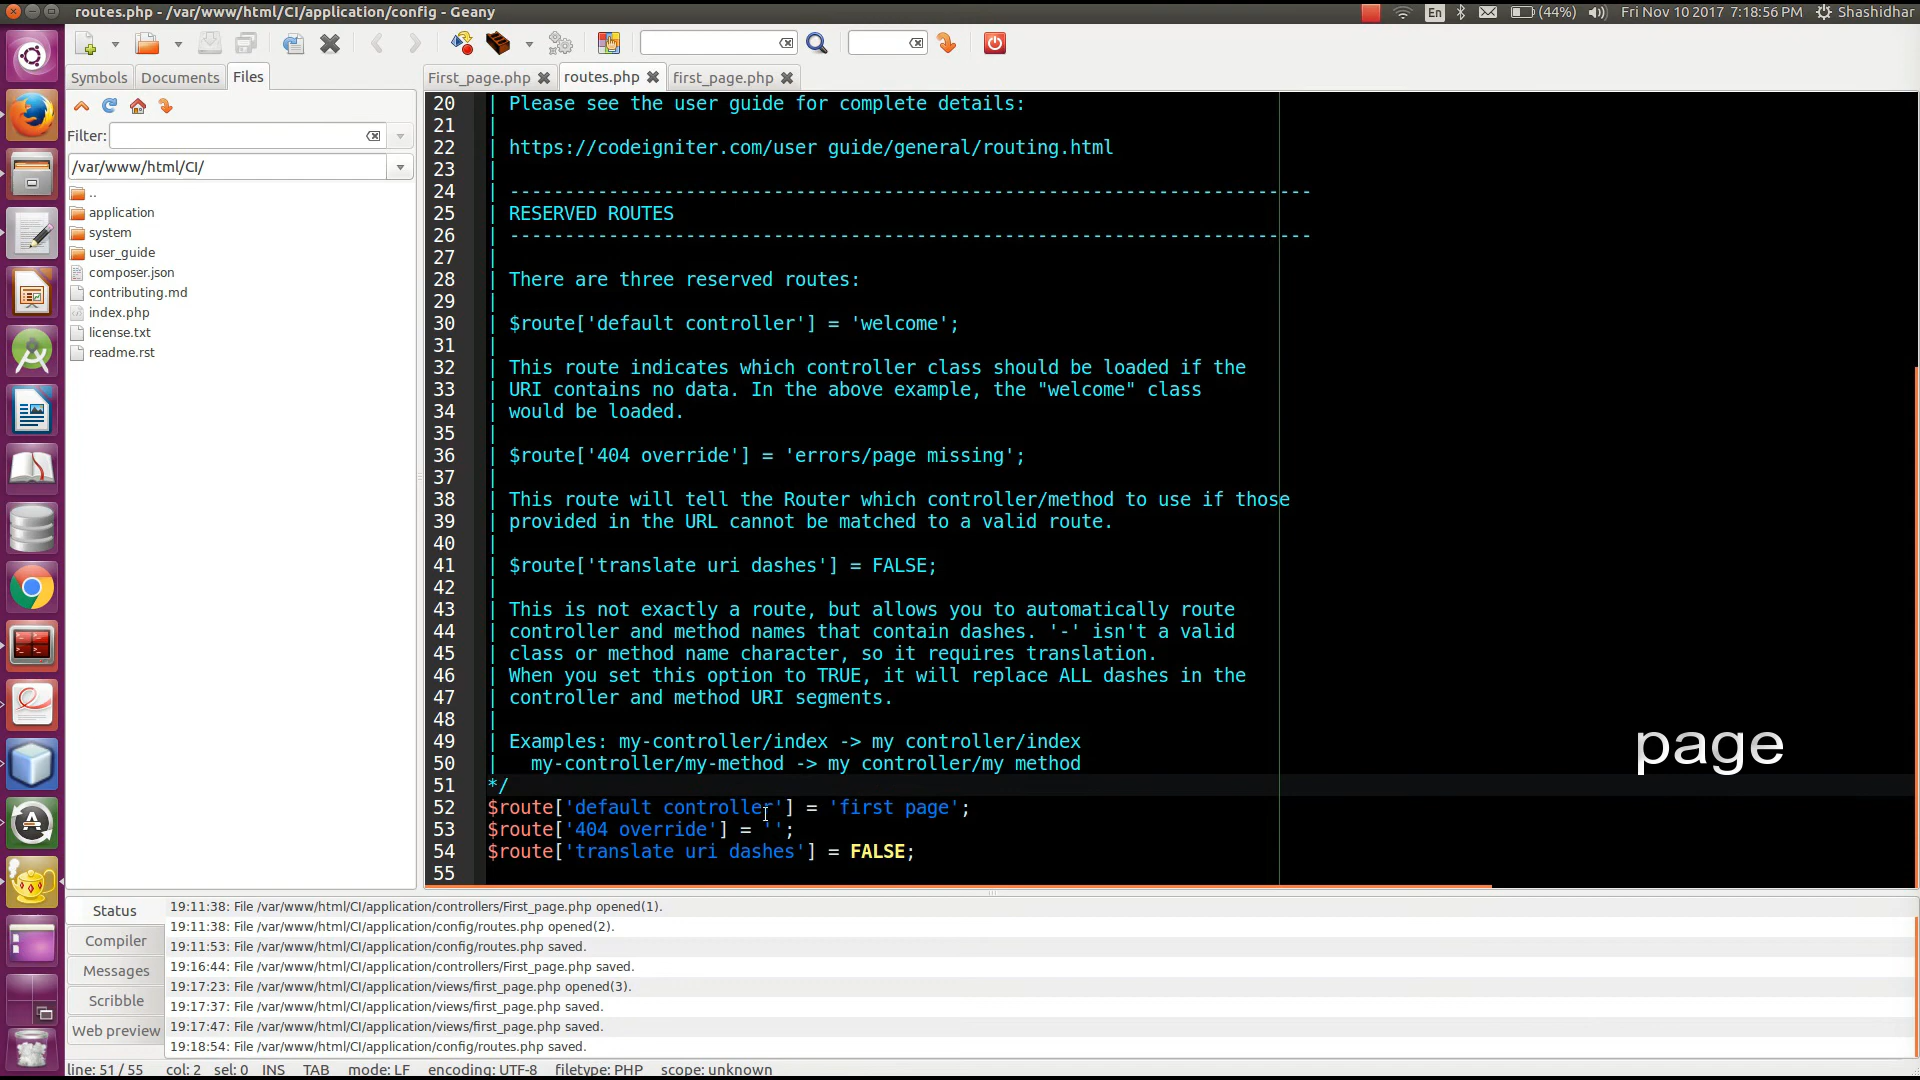 routes.php - /var/www/html/CI/application/config - Geany
En
(44%)
Fri Nov 10 2017 7:18:56 PM
Shashidhar
Symbols
Documents
Files
First_page.php
routes.php
first_page.php
Filter:
/var/www/html/CI/
..
application
system
user_guide
composer.json
contributing.md
index.php
license.txt
readme.rst
20 | Please see the user guide for complete details:
21 |
22 | https://codeigniter.com/user guide/general/routing.html
23 |
24 | -------------------------------------------------------------------------
25 | RESERVED ROUTES
26 | -------------------------------------------------------------------------
27 |
28 | There are three reserved routes:
29 |
30 | $route['default controller'] = 'welcome';
31 |
32 | This route indicates which controller class should be loaded if the
33 | URI contains no data. In the above example, the "welcome" class
34 | would be loaded.
35 |
36 | $route['404 override'] = 'errors/page missing';
37 |
38 | This route will tell the Router which controller/method to use if those
39 | provided in the URL cannot be matched to a valid route.
40 |
41 | $route['translate uri dashes'] = FALSE;
42 |
43 | This is not exactly a route, but allows you to automatically route
44 | controller and method names that contain dashes. '-' isn't a valid
45 | class or method name character, so it requires translation.
46 | When you set this option to TRUE, it will replace ALL dashes in the
47 | controller and method URI segments.
48 |
49 | Examples: my-controller/index -> my controller/index
50 | my-controller/my-method -> my controller/my method
51 */
52 $route['default controller'] = 'first page';
53 $route['404 override'] = '';
54 $route['translate uri dashes'] = FALSE;
55
page
Status
Compiler
Messages
Scribble
Web preview
19:11:38: File /var/www/html/CI/application/controllers/First_page.php opened(1).
19:11:38: File /var/www/html/CI/application/config/routes.php opened(2).
19:11:53: File /var/www/html/CI/application/config/routes.php saved.
19:16:44: File /var/www/html/CI/application/controllers/First_page.php saved.
19:17:23: File /var/www/html/CI/application/views/first_page.php opened(3).
19:17:37: File /var/www/html/CI/application/views/first_page.php saved.
19:17:47: File /var/www/html/CI/application/views/first_page.php saved.
19:18:54: File /var/www/html/CI/application/config/routes.php saved.
line: 51 / 55 col: 2 sel: 0 INS TAB mode: LF encoding: UTF-8 filetype: PHP scope: unknown